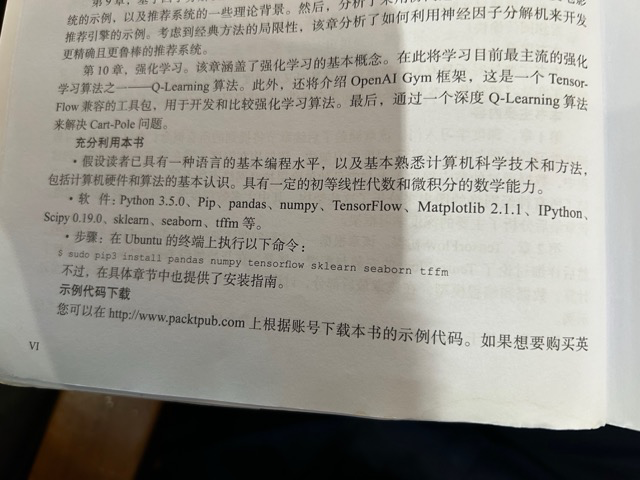 统的示例，以及推荐系统的一些理论背景。然后，分析了
推荐引擎的示例。考虑到经典方法的局限性，该章分析了如何利用神经因子分解机来开发
更精确且更鲁棒的推荐系统。
第 10 章，强化学习。该章涵盖了强化学习的基本概念。在此将学习目前最主流的强化
学习算法之一——Q-Learning 算法。此外，还将介绍 OpenAI Gym 框架，这是一个 Tensor-
Flow 兼容的工具包，用于开发和比较强化学习算法。最后，通过一个深度 Q-Learning 算法
来解决 Cart-Pole 问题。
充分利用本书
• 假设读者已具有一种语言的基本编程水平，以及基本熟悉计算机科学技术和方法，
包括计算机硬件和算法的基本认识。具有一定的初等线性代数和微积分的数学能力。
• 软 件：Python 3.5.0、Pip、pandas、numpy、TensorFlow、Matplotlib 2.1.1、IPython、
Scipy 0.19.0、sklearn、seaborn、tffm 等。
• 步骤：在 Ubuntu 的终端上执行以下命令：
$ sudo pip3 install pandas numpy tensorflow sklearn seaborn tffm
不过，在具体章节中也提供了安装指南。
示例代码下载
您可以在 http://www.packtpub.com 上根据账号下载本书的示例代码。如果想要购买英
VI